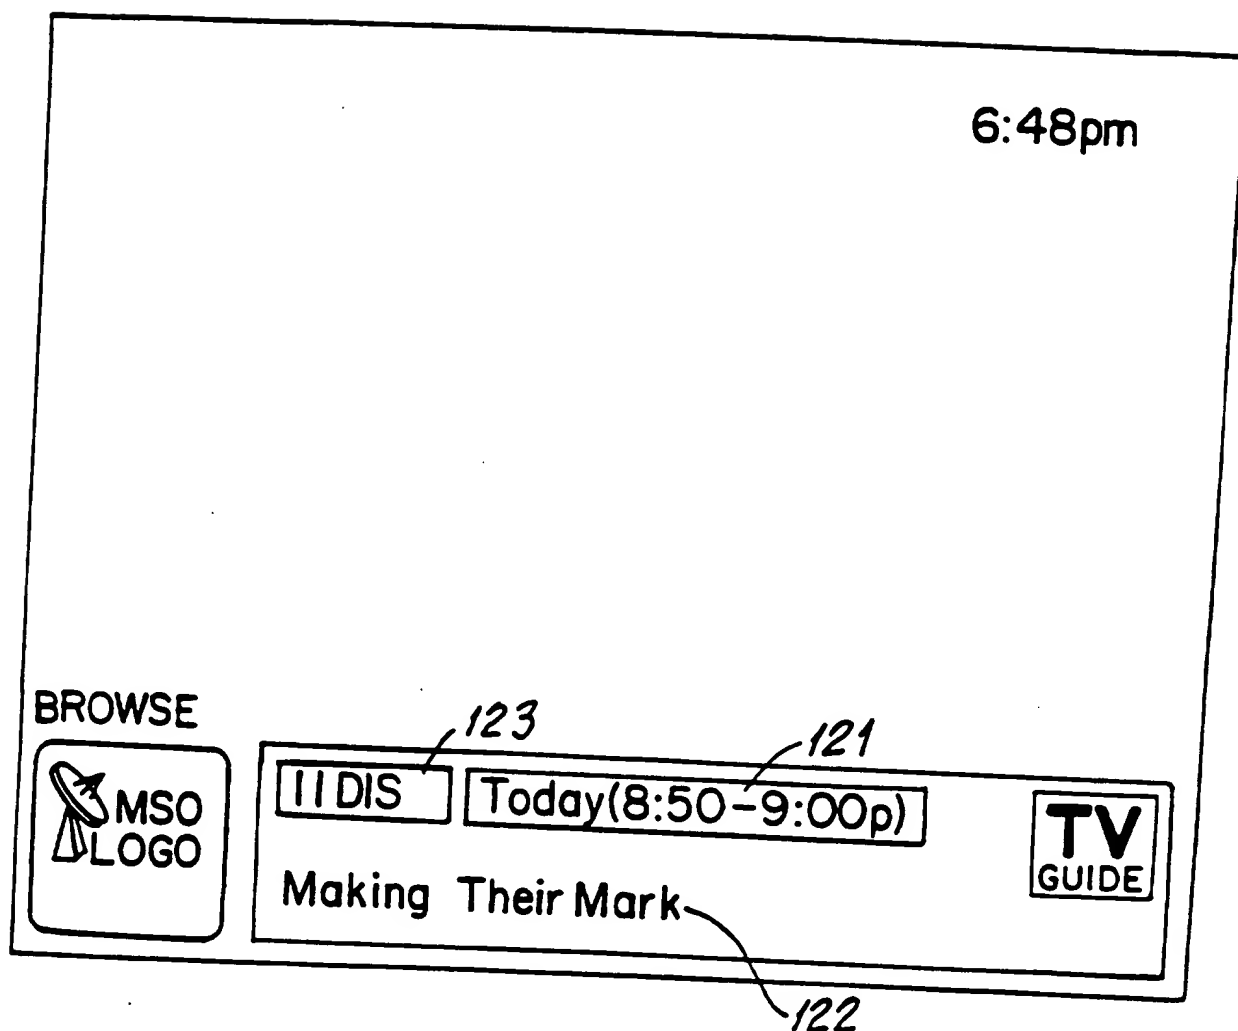 6:48pm
BROWSE
123
121
MSO
LOGO
11 DIS
Today(8:50-9:00p)
TV
GUIDE
Making Their Mark
122